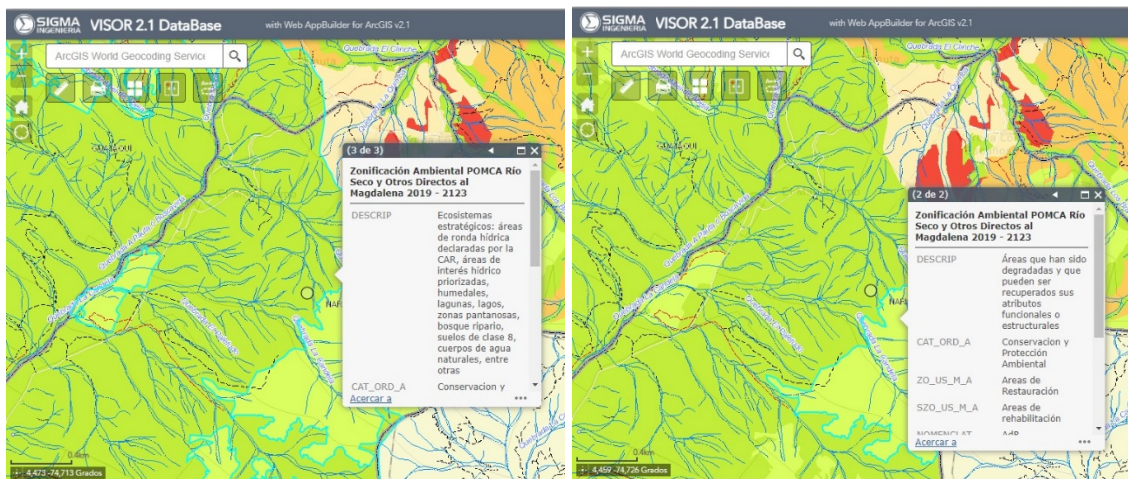 SIGMA
INGENIERIA
VISOR 2.1 DataBase
with Web AppBuilder for ArcGIS v2.1
ArcGIS World Geocoding Service
Quebrada El Clinche
(3 de 3)
Zonificación Ambiental POMCA Río
Seco y Otros Directos al
Magdalena 2019 - 2123
DESCRIP
Ecosistemas
estratégicos: áreas
de ronda hídrica
declaradas por la
CAR, áreas de
interés hídrico
priorizadas,
humedales,
lagunas, lagos,
zonas pantanosas,
bosque ripario,
suelos de clase 8,
cuerpos de agua
naturales, entre
otras
CAT_ORD_A
Conservacion y
Acercar a
0.4km
4,473 -74,713 Grados
SIGMA
INGENIERIA
VISOR 2.1 DataBase
with Web AppBuilder for ArcGIS v2.1
ArcGIS World Geocoding Service
Quebrada El Clinche
(2 de 2)
Zonificación Ambiental POMCA Río
Seco y Otros Directos al
Magdalena 2019 - 2123
DESCRIP
Áreas que han sido
degradadas y que
pueden ser
recuperados sus
atributos
funcionales o
estructurales
CAT_ORD_A
Conservacion y
Protección
Ambiental
ZO_US_M_A
Areas de
Restauración
SZO_US_M_A
Areas de
rehabilitación
NOMENCLAT
AdR
Acercar a
0.4km
4,459 -74,726 Grados